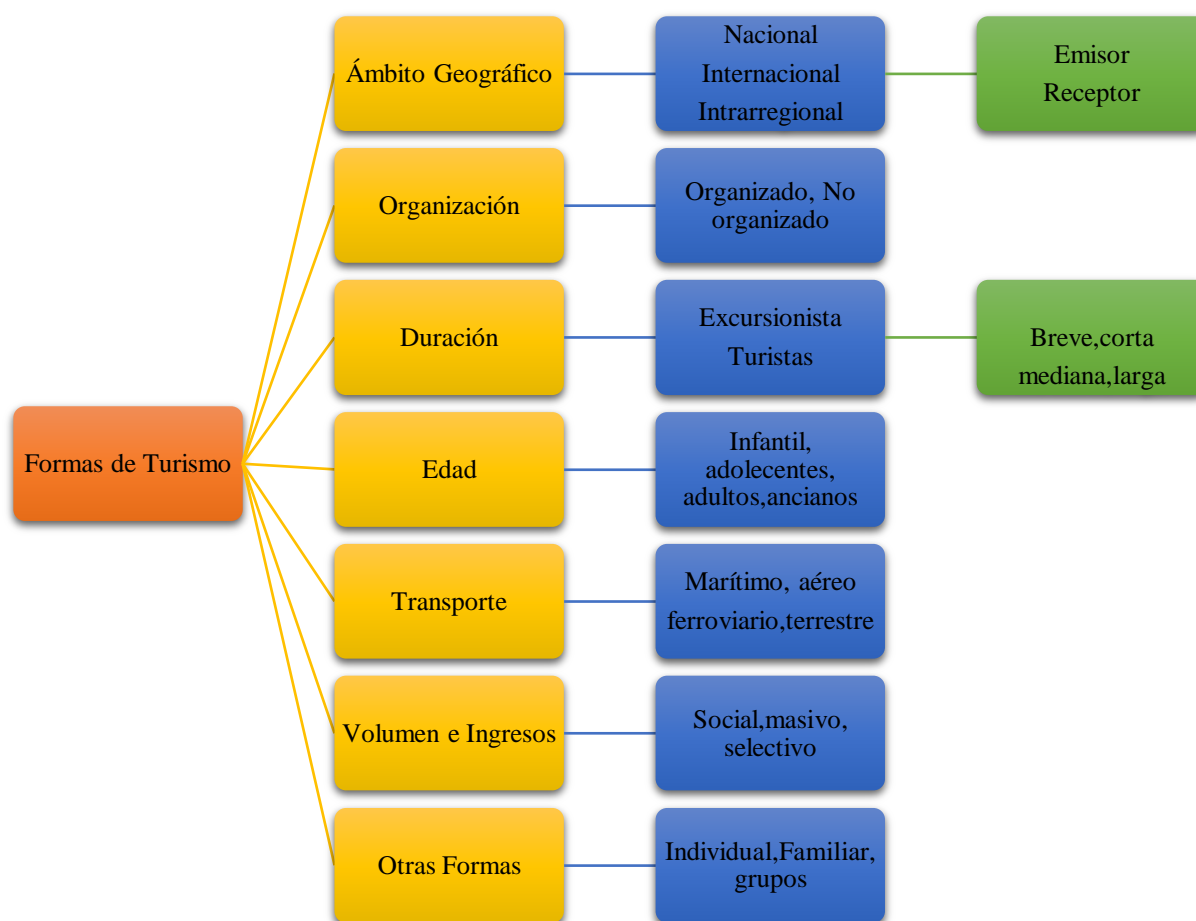 Formas de Turismo
Ámbito Geográfico
Nacional
Internacional
Intrarregional
Emisor
Receptor
Organización
Organizado, No
organizado
Duración
Excursionista
Turistas
Breve,corta
mediana,larga
Edad
Infantil,
adolecentes,
adultos,ancianos
Transporte
Marítimo, aéreo
ferroviario,terrestre
Volumen e Ingresos
Social,masivo,
selectivo
Otras Formas
Individual,Familiar,
grupos